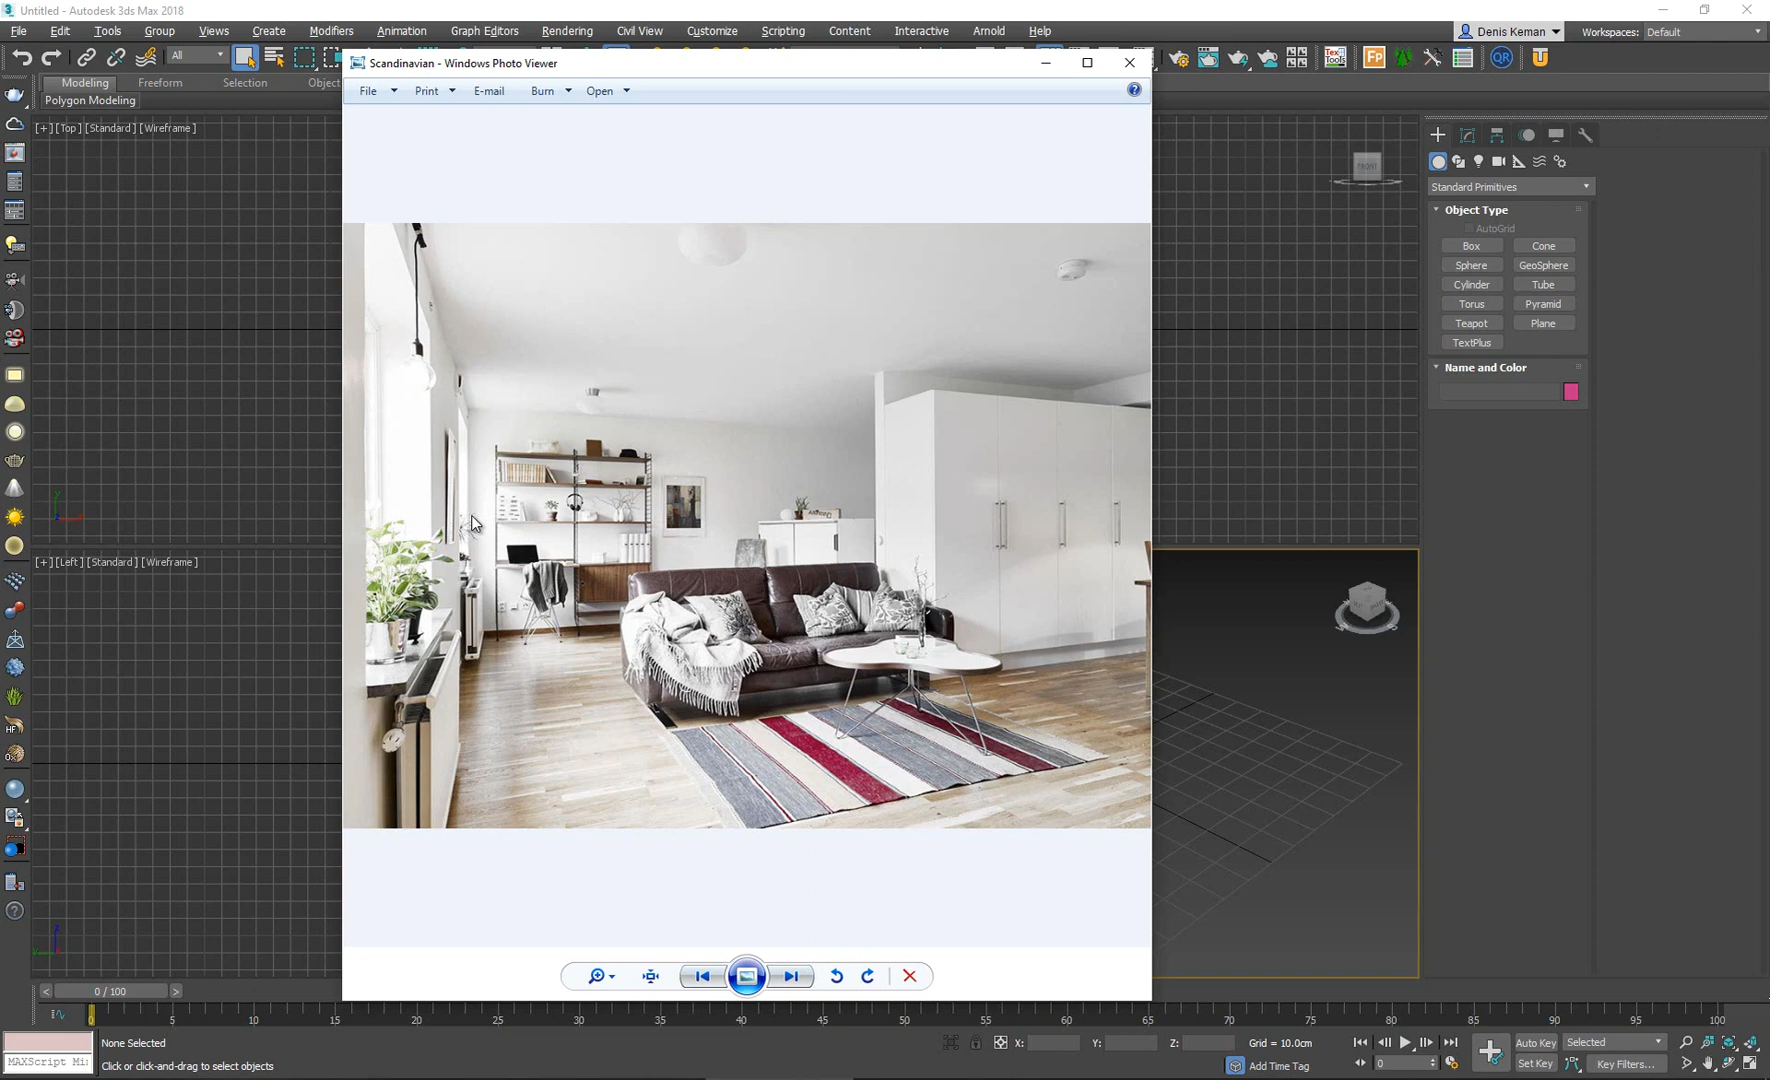 Untitled - Autodesk 3ds Max 2018
File Edit Tools Group Views Create Modifiers Animation Graph Editors Rendering Civil View Customize Scripting Content Interactive Arnold Help
Denis Keman
Workspaces: Default
All
Scandinavian - Windows Photo Viewer
Modeling Freeform Selection Object
File Print E-mail Burn Open
Polygon Modeling
[+] [Top] [Standard] [Wireframe]
FRONT
Standard Primitives
Object Type
AutoGrid
Box Cone
Sphere GeoSphere
Cylinder Tube
Torus Pyramid
Teapot Plane
TextPlus
Name and Color
[+] [Left] [Standard] [Wireframe]
0 / 100
0 5 10 15 20 25 30 35 40 45 50 55 60 65 70 75 80 85 90 95 100
None Selected
X: Y: Z: Grid = 10.0cm
Auto Key Selected
MAXScript Mi
Click or click-and-drag to select objects
Add Time Tag
0
Set Key Key Filters...